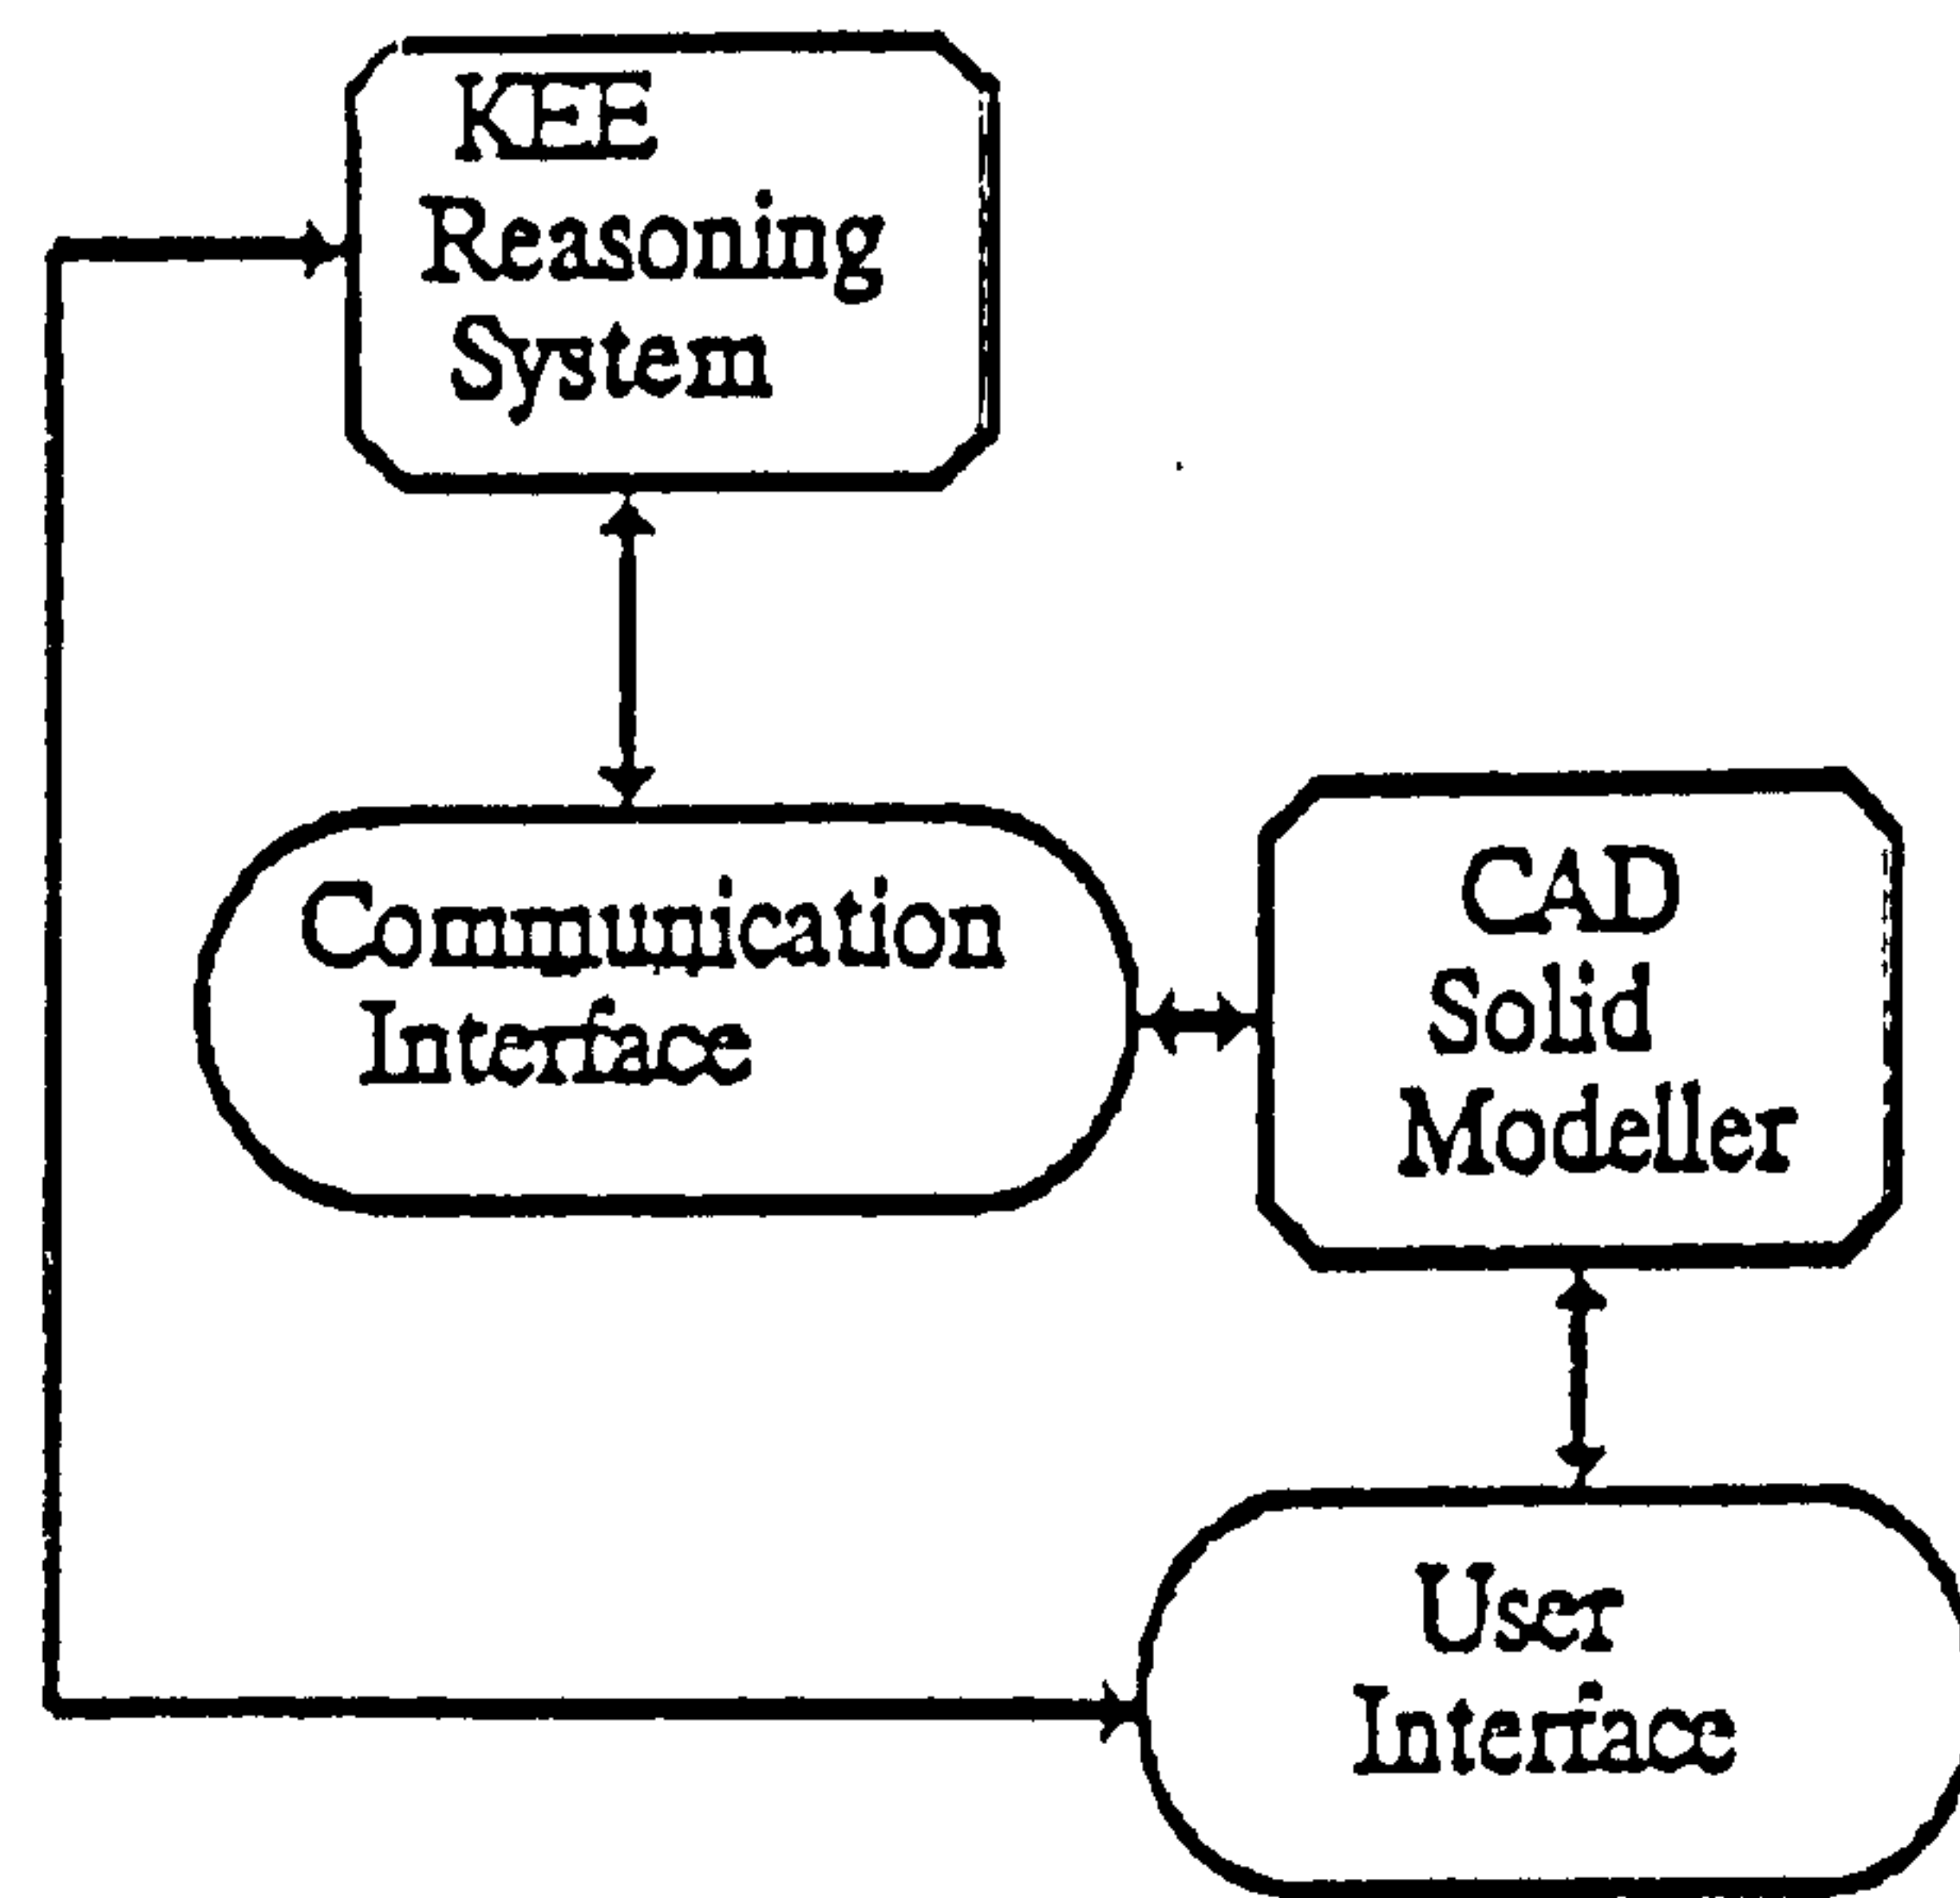 KEE
Reasoning
System
Communication
Interface
CAD
Solid
Modeller
User
Interface